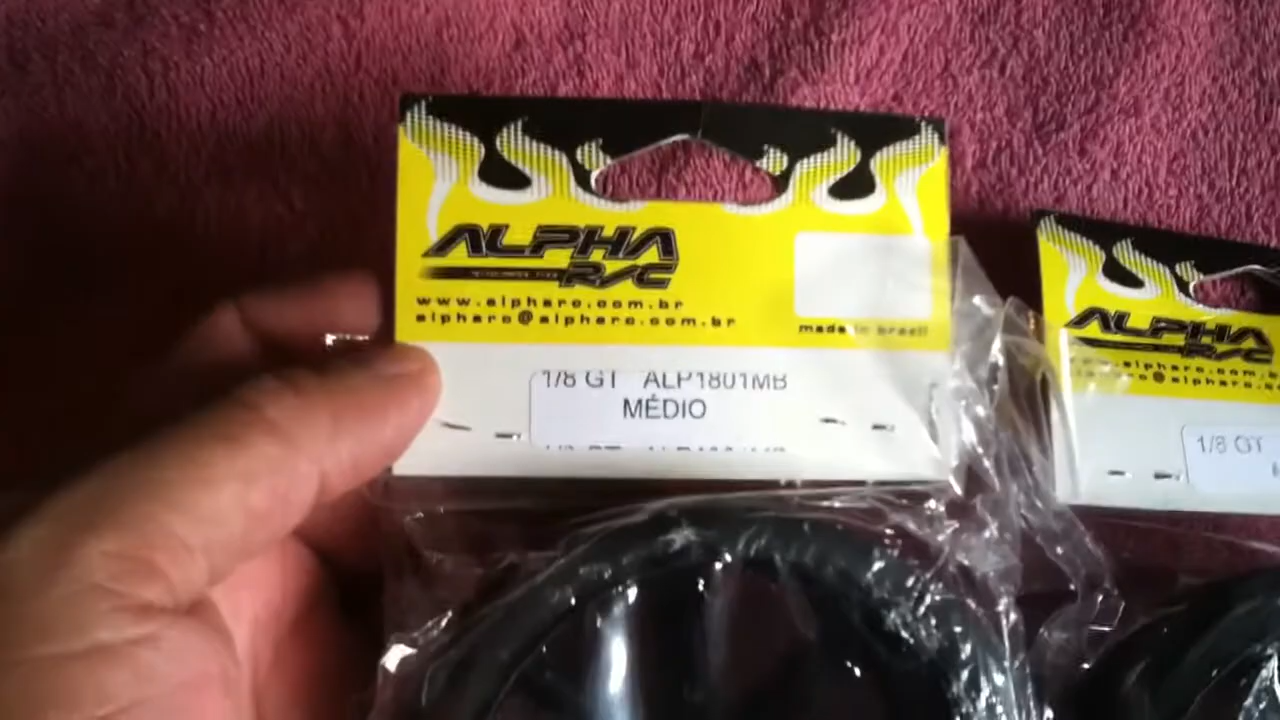 ALPHA
R/C
www.alpharc.com.br
alpharc@alpharc.com.br
made in brasil
1/8 GT ALP1801MB
MÉDIO
ALPHA
R/C
1/8 GT